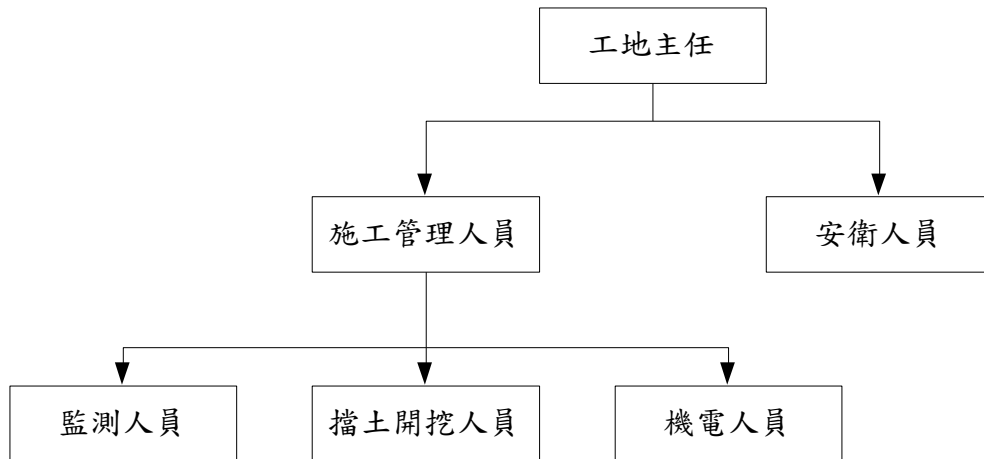 工地主任
施工管理人員
安衛人員
監測人員
擋土開挖人員
機電人員